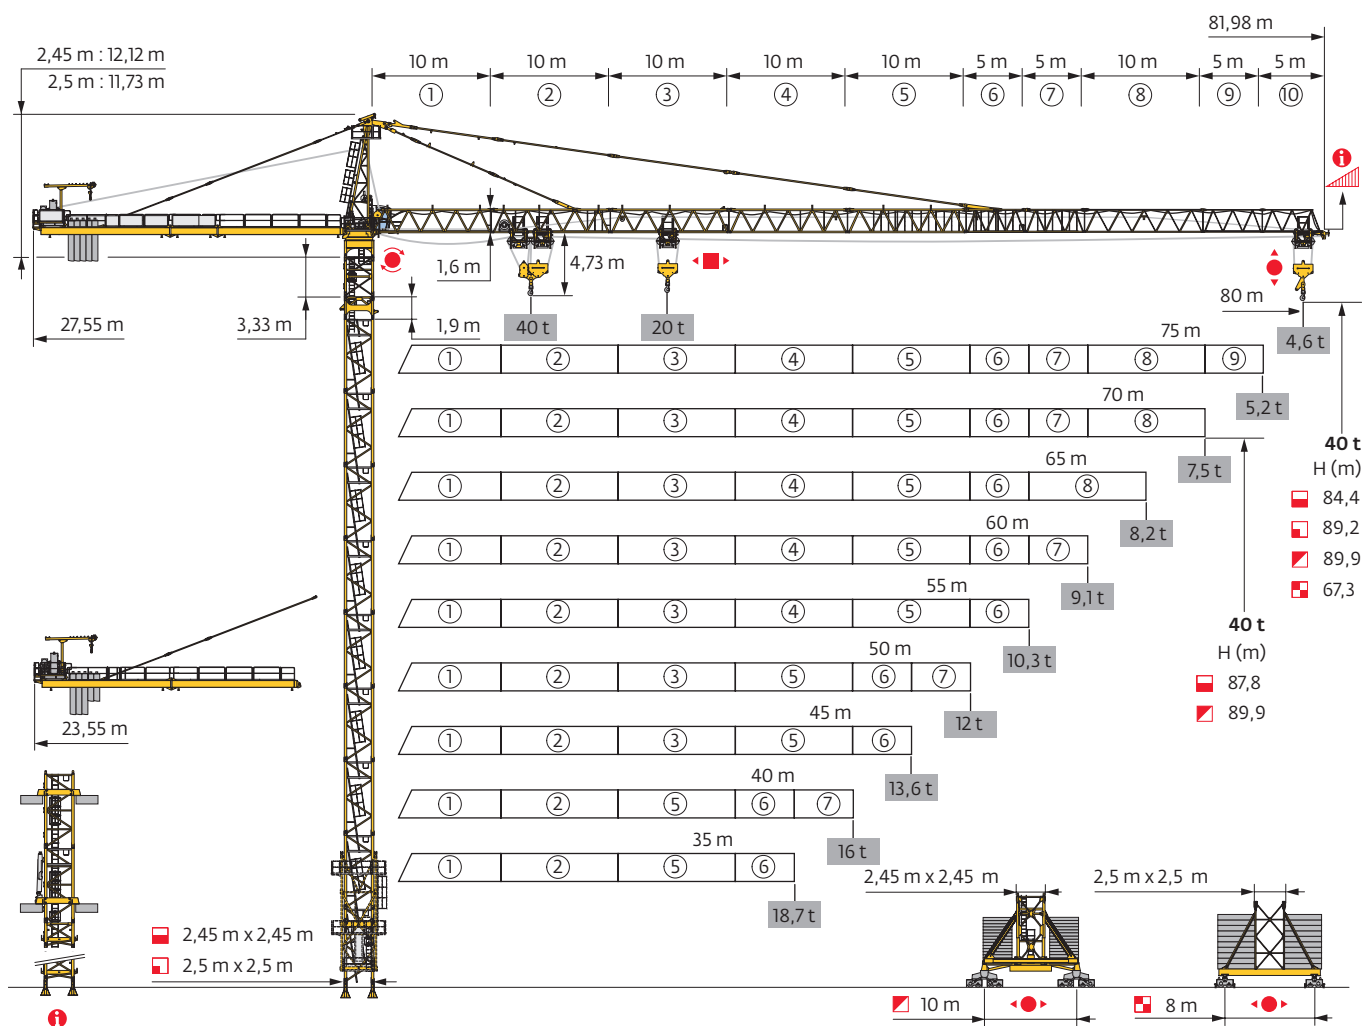 81,98 m
2,45 m : 12,12 m
2,5 m : 11,73 m
10 m 10 m 10 m 10 m 10 m 5 m 5 m 10 m 5 m 5 m
① ② ③ ④ ⑤ ⑥ ⑦ ⑧ ⑨ ⑩
i
1,6 m
4,73 m
80 m
27,55 m
3,33 m
1,9 m
40 t
20 t
4,6 t
75 m
① ② ③ ④ ⑤ ⑥ ⑦ ⑧ ⑨
5,2 t
70 m
① ② ③ ④ ⑤ ⑥ ⑦ ⑧
7,5 t
65 m
① ② ③ ④ ⑤ ⑥ ⑧
8,2 t
60 m
① ② ③ ④ ⑤ ⑥ ⑦
9,1 t
55 m
① ② ③ ④ ⑤ ⑥
10,3 t
50 m
① ② ③ ⑤ ⑥ ⑦
12 t
45 m
① ② ③ ⑤ ⑥
13,6 t
40 m
① ② ⑤ ⑥ ⑦
16 t
35 m
① ② ⑤ ⑥
18,7 t
40 t
H (m)
84,4
89,2
89,9
67,3
40 t
H (m)
87,8
89,9
23,55 m
2,45 m x 2,45 m
2,5 m x 2,5 m
i
2,45 m x 2,45 m
2,5 m x 2,5 m
10 m
8 m